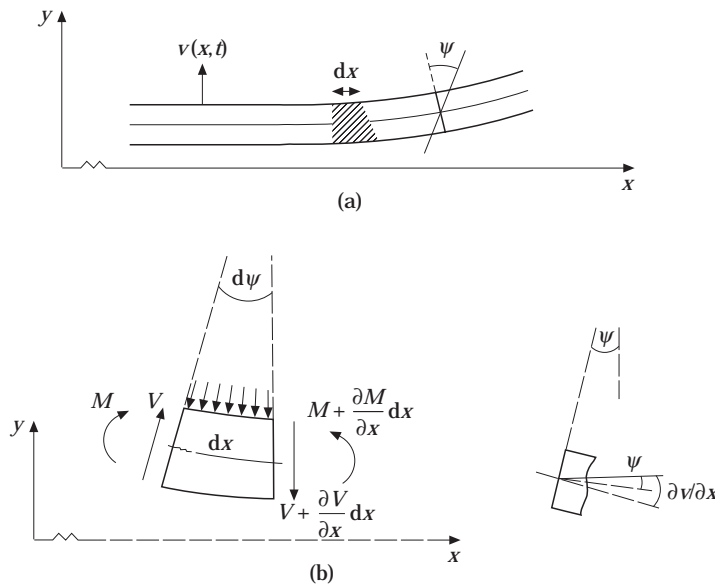 y
v(x,t)
dx
ψ
x
(a)
dψ
ψ
M
V
M + ∂M/∂x dx
y
dx
ψ
∂v/∂x
V + ∂V/∂x dx
x
(b)